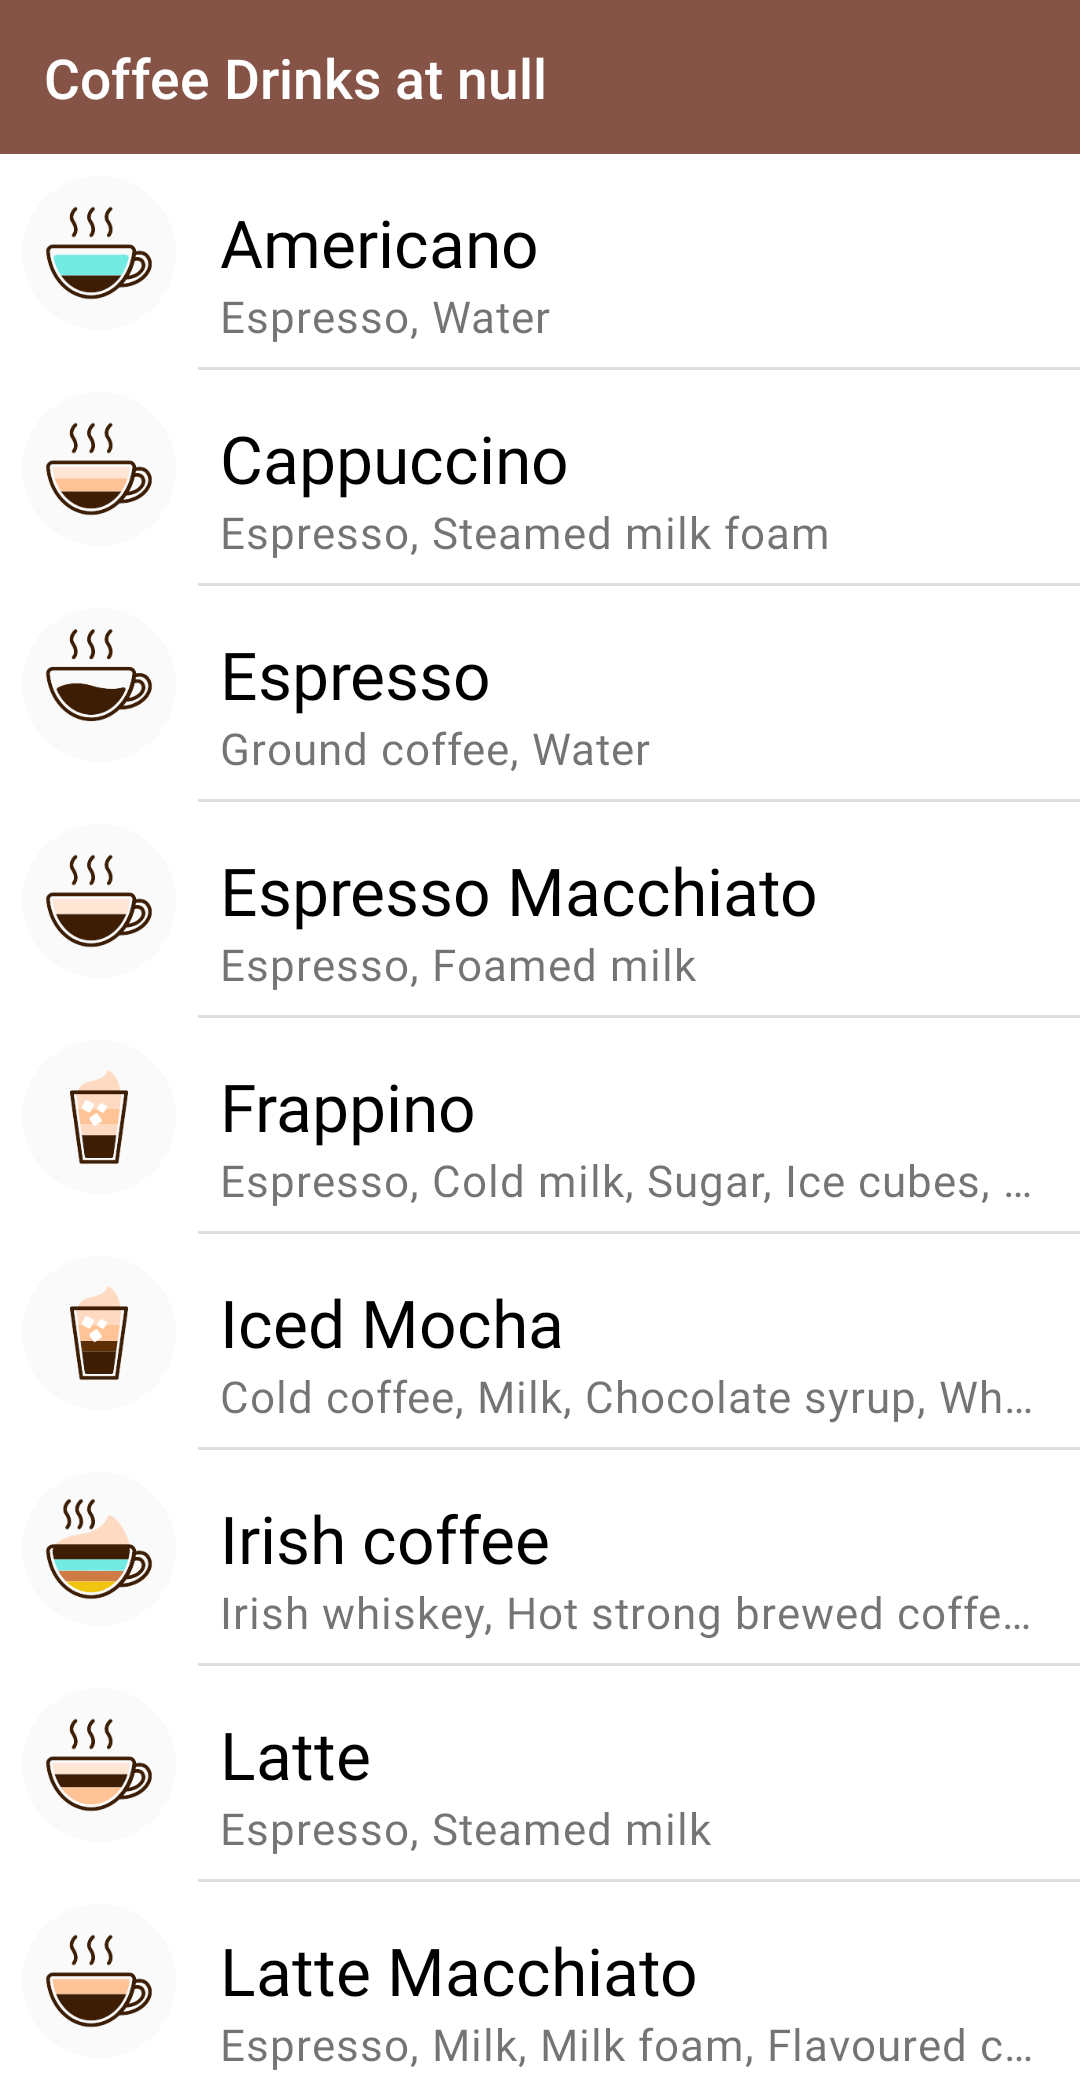 Coffee Drinks at null
Americano
Espresso, Water
Cappuccino
Espresso, Steamed milk foam
Espresso
Ground coffee, Water
Espresso Macchiato
Espresso, Foamed milk
Frappino
Espresso, Cold milk, Sugar, Ice cubes, …
Iced Mocha
Cold coffee, Milk, Chocolate syrup, Wh…
Irish coffee
Irish whiskey, Hot strong brewed coffe…
Latte
Espresso, Steamed milk
Latte Macchiato
Espresso, Milk, Milk foam, Flavoured c…